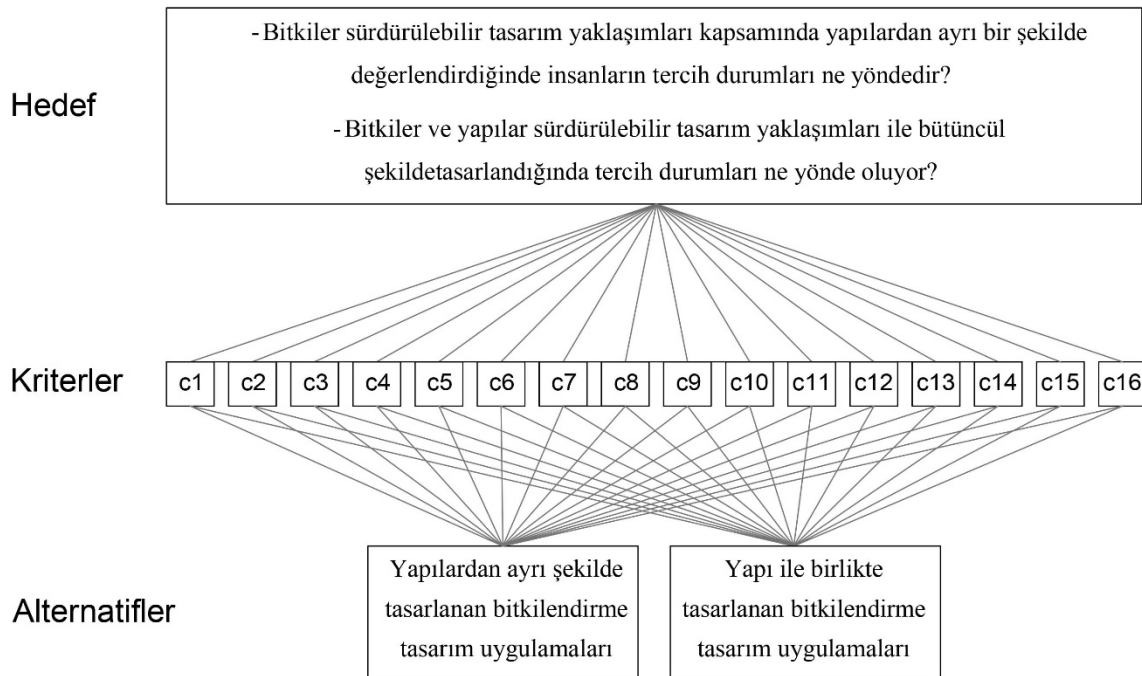 Hedef
-Bitkiler sürdürülebilir tasarım yaklaşımları kapsamında yapılardan ayrı bir şekilde
değerlendirdiğinde insanların tercih durumları ne yöndedir?
-Bitkiler ve yapılar sürdürülebilir tasarım yaklaşımları ile bütüncül
şekildetasarlandığında tercih durumları ne yönde oluyor?
Kriterler
c1 c2 c3 c4 c5 c6 c7 c8 c9 c10 c11 c12 c13 c14 c15 c16
Alternatifler
Yapılardan ayrı şekilde
tasarlanan bitkilendirme
tasarım uygulamaları
Yapı ile birlikte
tasarlanan bitkilendirme
tasarım uygulamaları